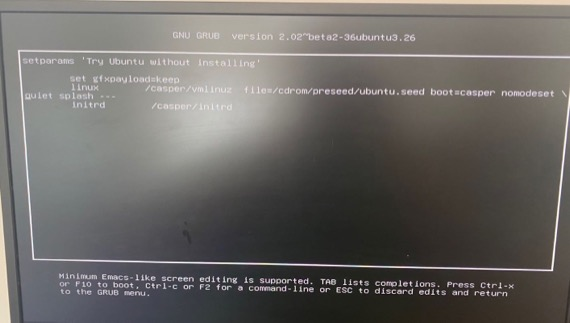 GNU GRUB  version 2.02~beta2-36ubuntu3.26
setparams 'Try Ubuntu without installing'
set gfxpayload=keep
linux /casper/vmlinuz file=/cdrom/preseed/ubuntu.seed boot=casper nomodeset \
quiet splash ---
initrd /casper/initrd
Minimum Emacs-like screen editing is supported. TAB lists completions. Press Ctrl-x
or F10 to boot, Ctrl-c or F2 for a command-line or ESC to discard edits and return
to the GRUB menu.